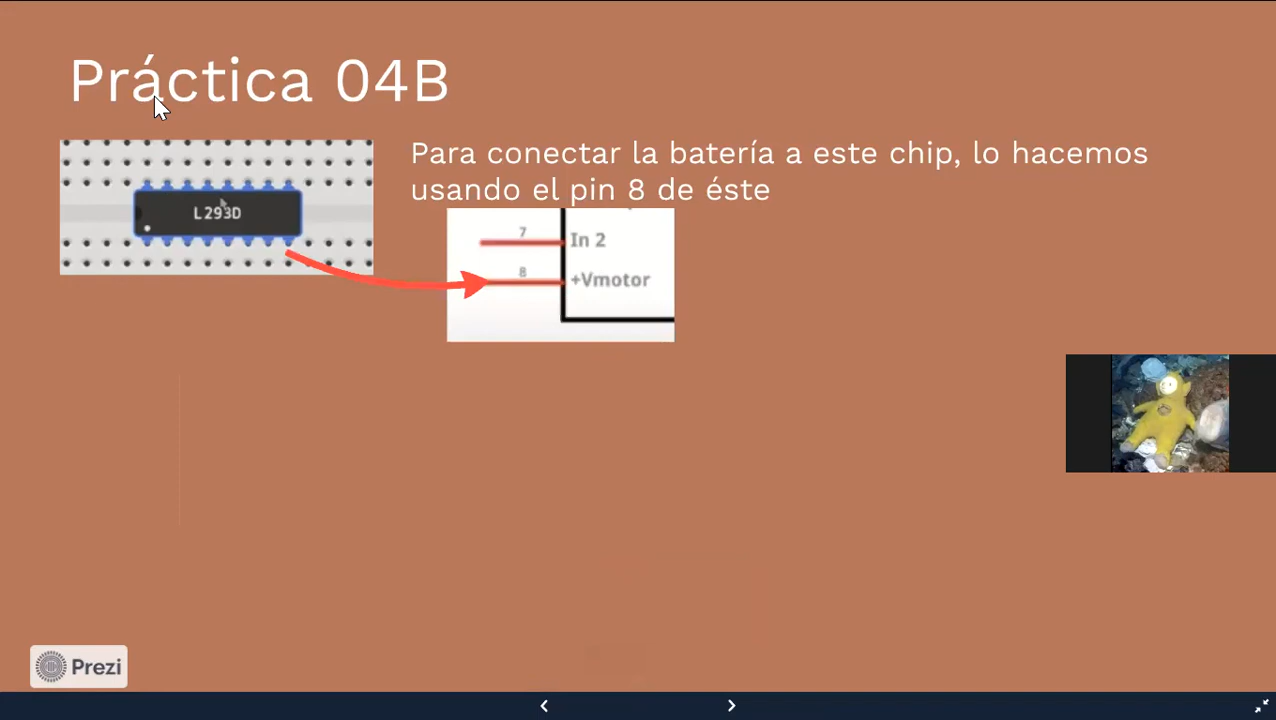 Práctica 04B
Para conectar la batería a este chip, lo hacemos
usando el pin 8 de éste
L293D
7
In 2
8
+Vmotor
Prezi